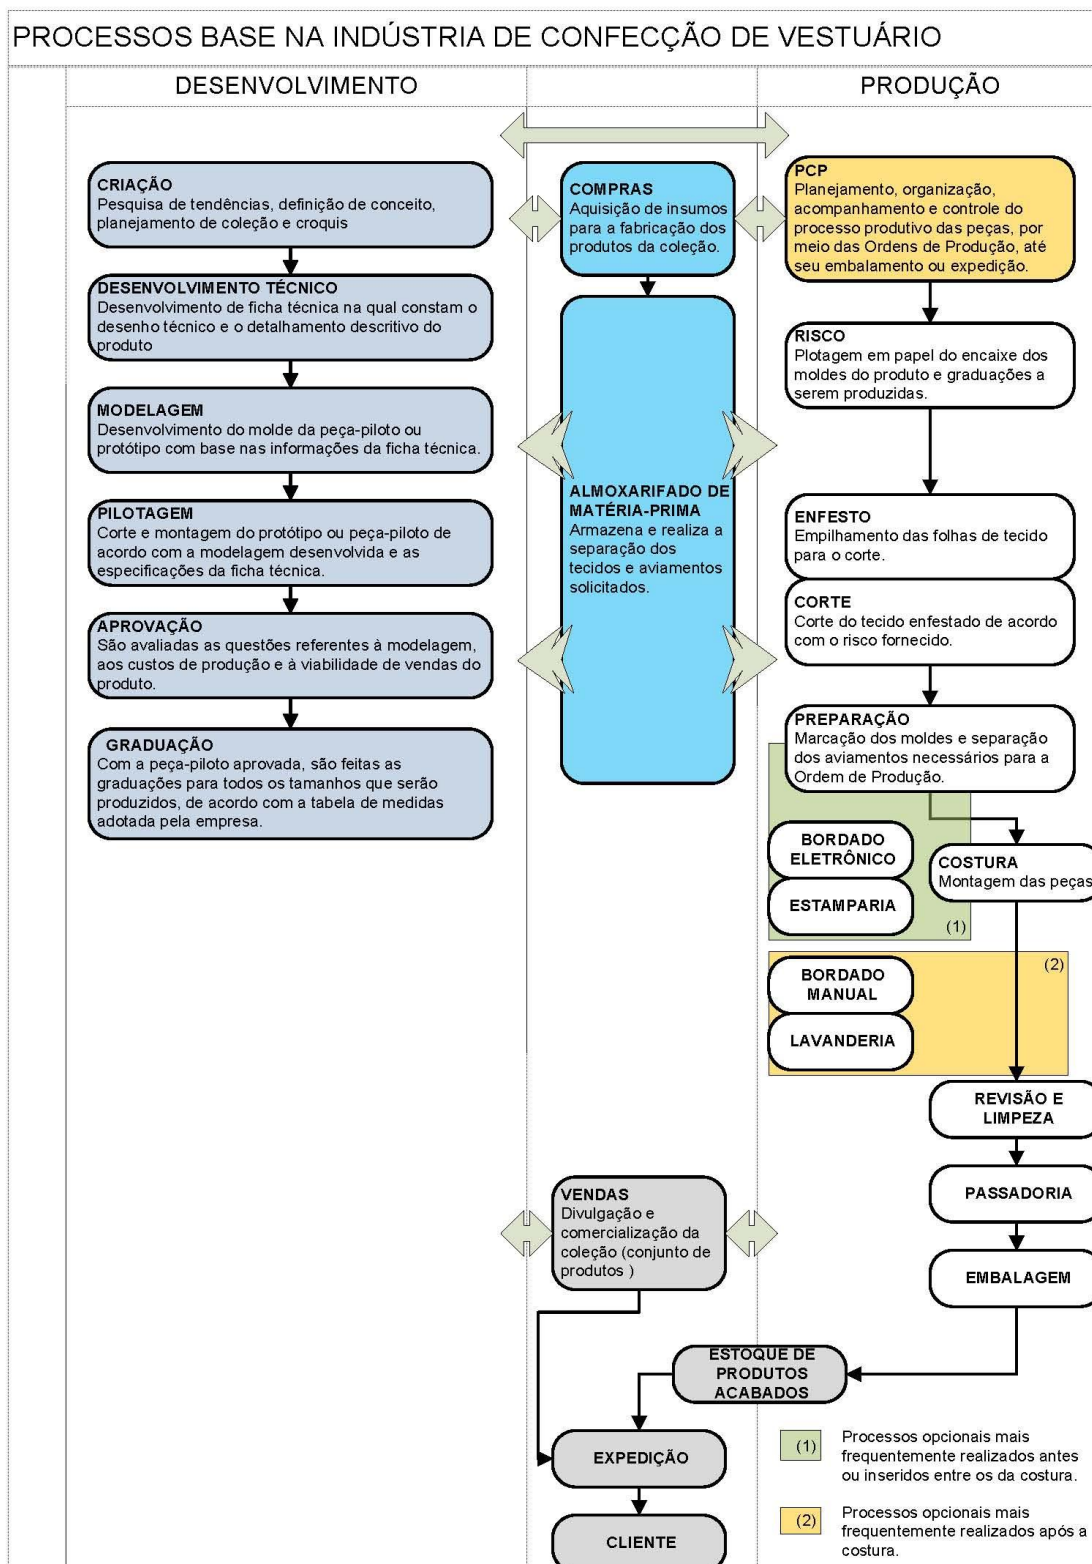 PROCESSOS BASE NA INDÚSTRIA DE CONFECÇÃO DE VESTUÁRIO
DESENVOLVIMENTO
PRODUÇÃO
CRIAÇÃO
Pesquisa de tendências, definição de conceito,
planejamento de coleção e croquis
DESENVOLVIMENTO TÉCNICO
Desenvolvimento de ficha técnica na qual constam o
desenho técnico e o detalhamento descritivo do
produto
MODELAGEM
Desenvolvimento do molde da peça-piloto ou
protótipo com base nas informações da ficha técnica.
PILOTAGEM
Corte e montagem do protótipo ou peça-piloto de
acordo com a modelagem desenvolvida e as
especificações da ficha técnica.
APROVAÇÃO
São avaliadas as questões referentes à modelagem,
aos custos de produção e à viabilidade de vendas do
produto.
GRADUAÇÃO
Com a peça-piloto aprovada, são feitas as
graduações para todos os tamanhos que serão
produzidos, de acordo com a tabela de medidas
adotada pela empresa.
COMPRAS
Aquisição de insumos
para a fabricação dos
produtos da coleção.
ALMOXARIFADO DE
MATÉRIA-PRIMA
Armazena e realiza a
separação dos
tecidos e aviamentos
solicitados.
PCP
Planejamento, organização,
acompanhamento e controle do
processo produtivo das peças, por
meio das Ordens de Produção, até
seu embalamento ou expedição.
RISCO
Plotagem em papel do encaixe dos
moldes do produto e graduações a
serem produzidas.
ENFESTO
Empilhamento das folhas de tecido
para o corte.
CORTE
Corte do tecido enfestado de acordo
com o risco fornecido.
PREPARAÇÃO
Marcação dos moldes e separação
dos aviamentos necessários para a
Ordem de Produção.
BORDADO
ELETRÔNICO
ESTAMPARIA
(1)
COSTURA
Montagem das peças
(2)
BORDADO
MANUAL
LAVANDERIA
REVISÃO E
LIMPEZA
PASSADORIA
EMBALAGEM
VENDAS
Divulgação e
comercialização da
coleção (conjunto de
produtos )
ESTOQUE DE
PRODUTOS
ACABADOS
EXPEDIÇÃO
CLIENTE
(1)
Processos opcionais mais
frequentemente realizados antes
ou inseridos entre os da costura.
(2)
Processos opcionais mais
frequentemente realizados após a
costura.